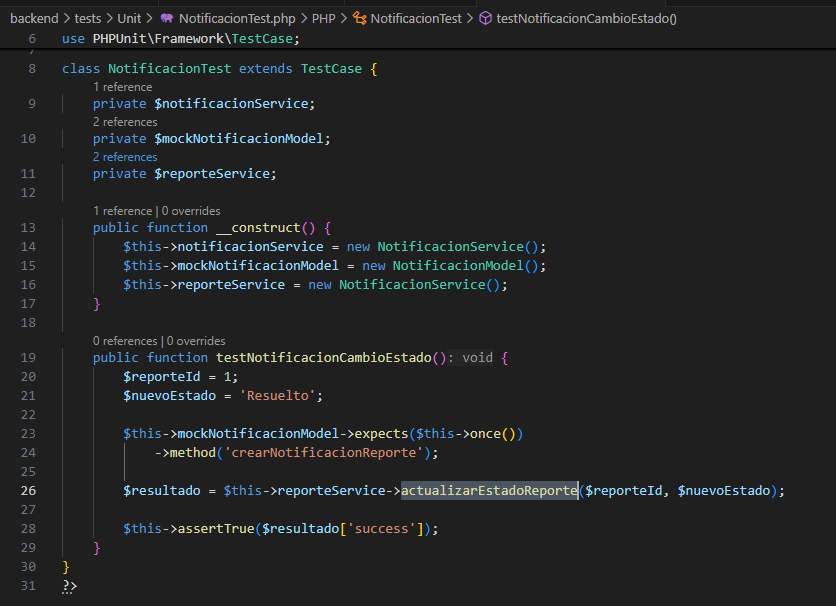 backend > tests > Unit > NotificacionTest.php > PHP > NotificacionTest > testNotificacionCambioEstado()
6 use PHPUnit\Framework\TestCase;
7
8 class NotificacionTest extends TestCase {
1 reference
9 private $notificacionService;
2 references
10 private $mockNotificacionModel;
2 references
11 private $reporteService;
12
1 reference | 0 overrides
13 public function __construct() {
14 $this->notificacionService = new NotificacionService();
15 $this->mockNotificacionModel = new NotificacionModel();
16 $this->reporteService = new NotificacionService();
17 }
18
0 references | 0 overrides
19 public function testNotificacionCambioEstado(): void {
20 $reporteId = 1;
21 $nuevoEstado = 'Resuelto';
22
23 $this->mockNotificacionModel->expects($this->once())
24 ->method('crearNotificacionReporte');
25
26 $resultado = $this->reporteService->actualizarEstadoReporte($reporteId, $nuevoEstado);
27
28 $this->assertTrue($resultado['success']);
29 }
30 }
31 ?>